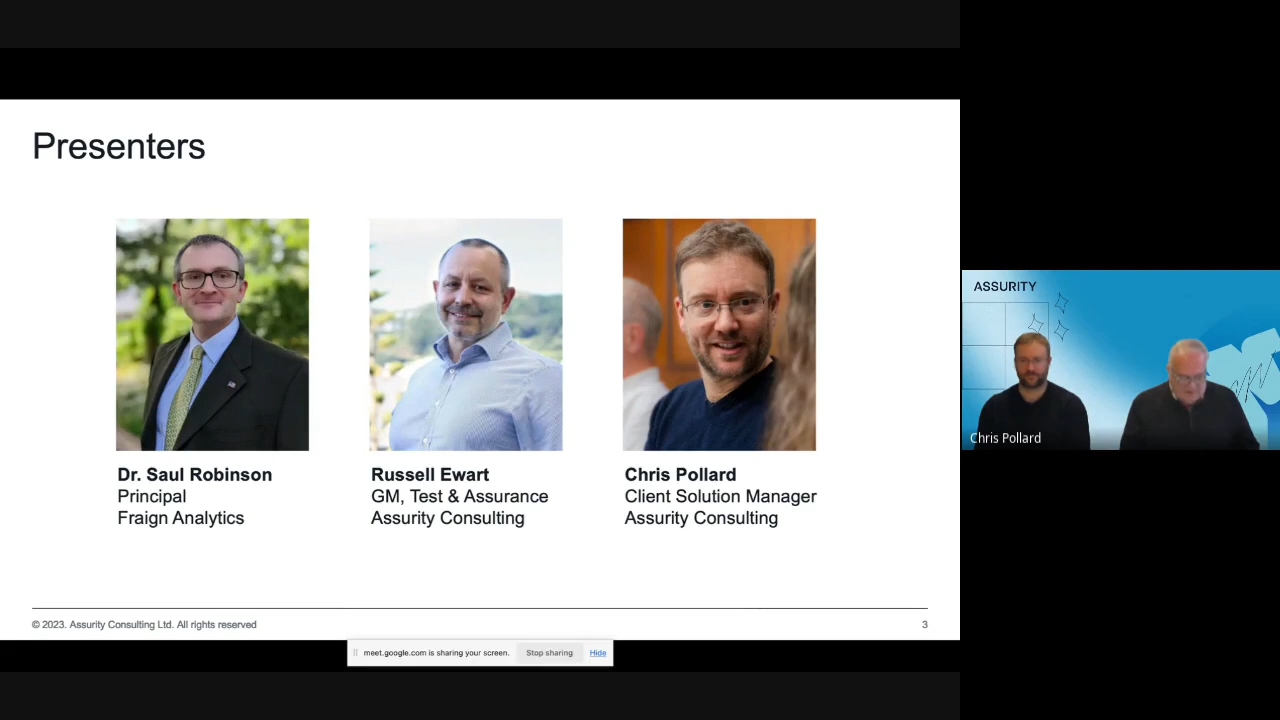 Presenters
Dr. Saul Robinson
Principal
Fraign Analytics
Russell Ewart
GM, Test & Assurance
Assurity Consulting
Chris Pollard
Client Solution Manager
Assurity Consulting
© 2023. Assurity Consulting Ltd. All rights reserved
3
meet.google.com is sharing your screen.
Stop sharing
Hide
ASSURITY
Chris Pollard